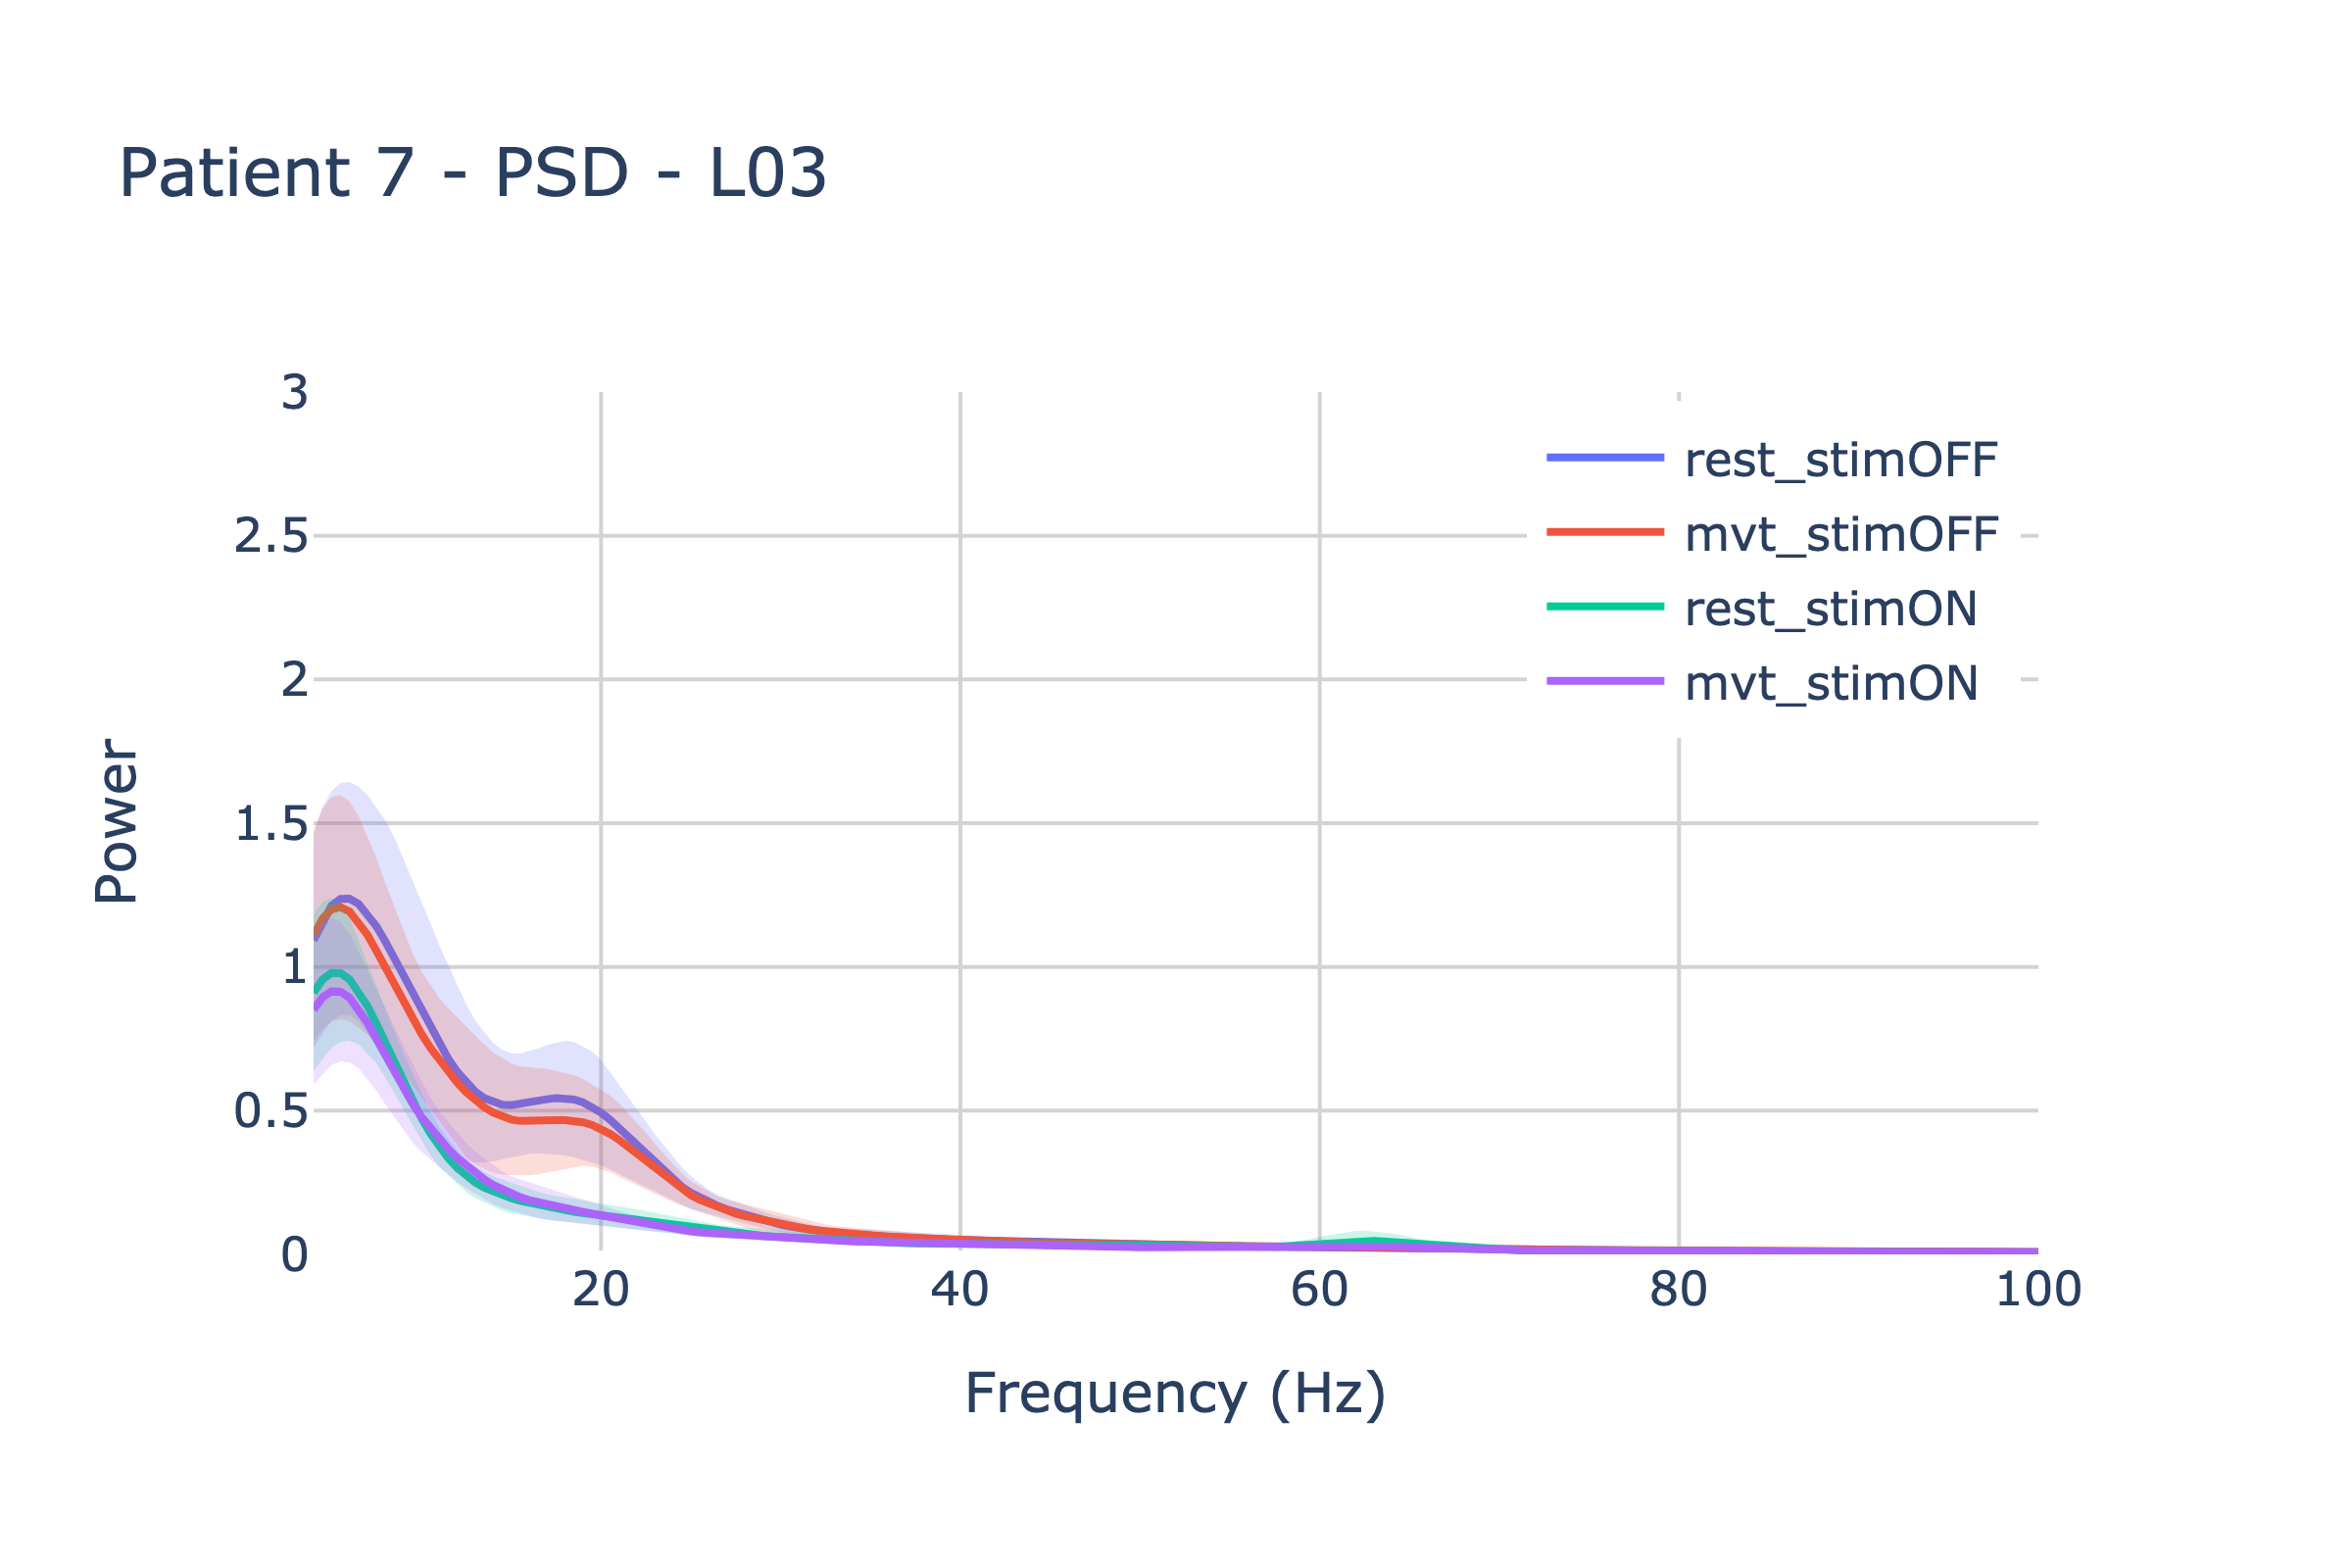 Patient 7 - PSD - L03
3
2.5
2
1.5
1
0.5
0
Power
rest_stimOFF
mvt_stimOFF
rest_stimON
mvt_stimON
20 40 60 80 100
Frequency (Hz)